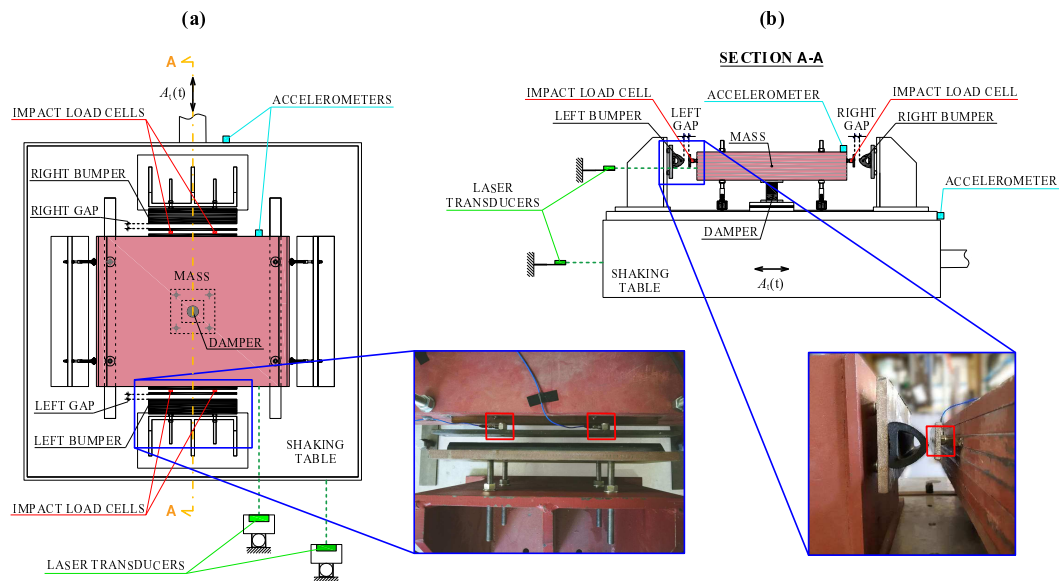 (a)
A
A_t(t)
IMPACT LOAD CELLS
ACCELEROMETERS
RIGHT BUMPER
RIGHT GAP
MASS
DAMPER
LEFT GAP
LEFT BUMPER
SHAKING
TABLE
IMPACT LOAD CELLS
A
LASER TRANSDUCERS
(b)
SECTION A-A
IMPACT LOAD CELL
LEFT BUMPER
LEFT
GAP
ACCELEROMETER
MASS
RIGHT
GAP
IMPACT LOAD CELL
RIGHT BUMPER
LASER
TRANSDUCERS
DAMPER
ACCELEROMETER
SHAKING
TABLE
A_t(t)